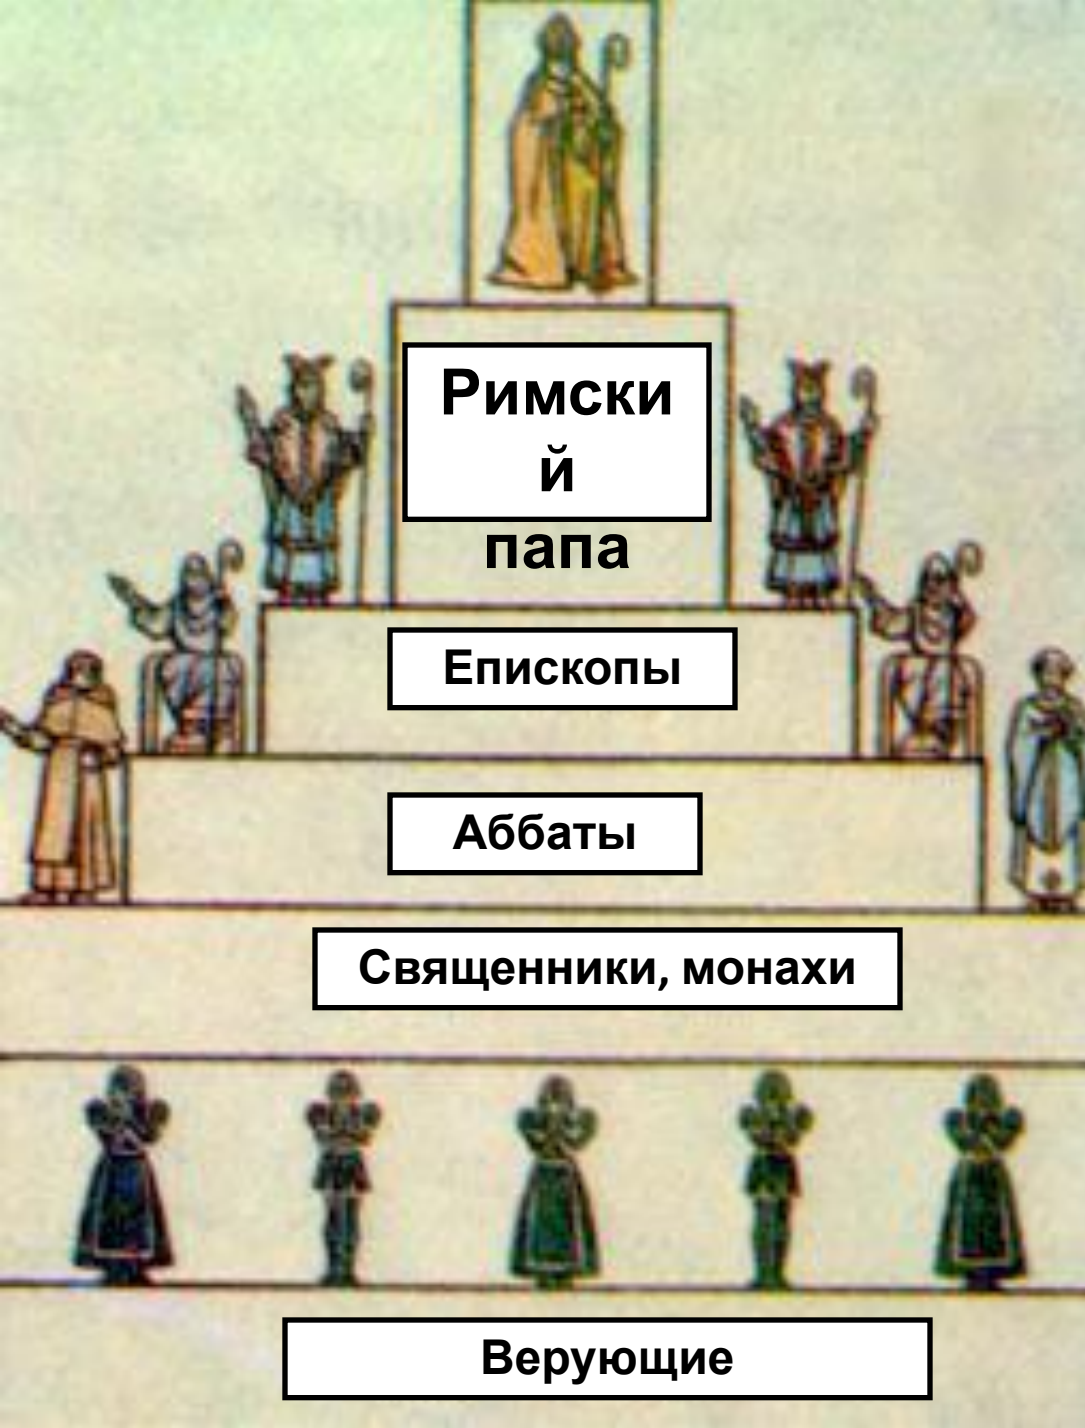 Римски
й
папа
Епископы
Аббаты
Священники, монахи
Верующие